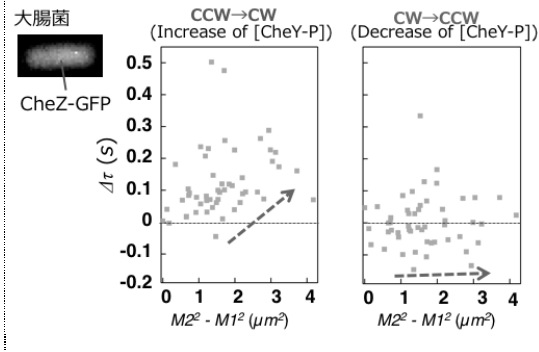 大腸菌
CheZ-GFP
CCW→CW
(Increase of [CheY-P])
CW→CCW
(Decrease of [CheY-P])
Δτ (s)
0.5
0.4
0.3
0.2
0.1
0
-0.1
-0.2
0 1 2 3 4
M2² - M1² (μm²)
0 1 2 3 4
M2² - M1² (μm²)